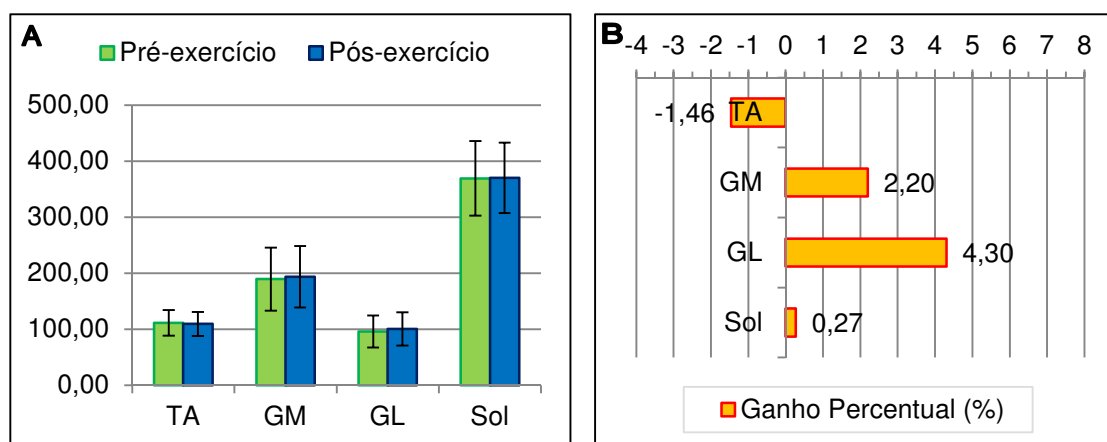 A
Pré-exercício Pós-exercício
500,00
400,00
300,00
200,00
100,00
0,00
TA GM GL Sol
B
-4 -3 -2 -1 0 1 2 3 4 5 6 7 8
-1,46 TA
GM 2,20
GL 4,30
Sol 0,27
Ganho Percentual (%)